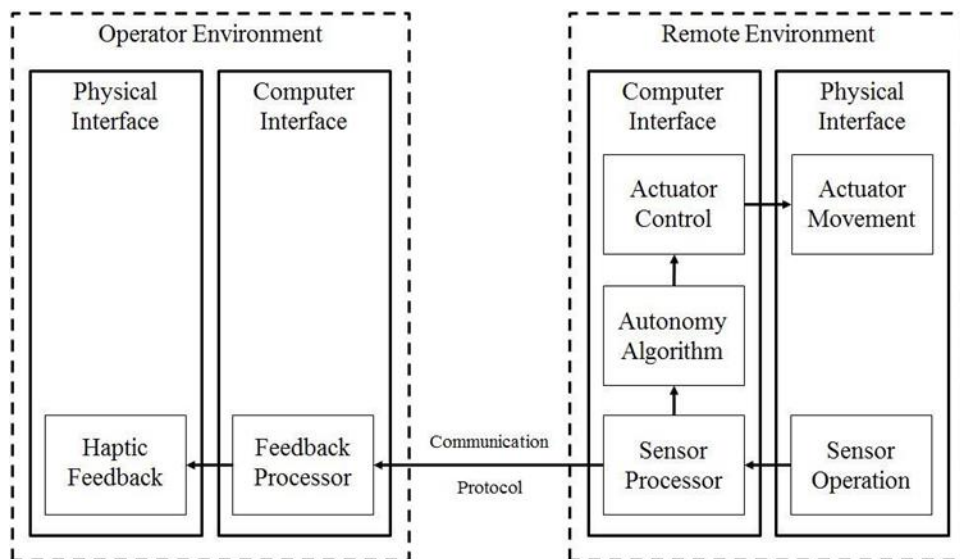 Operator Environment
Physical
Interface
Computer
Interface
Haptic
Feedback
Feedback
Processor
Communication
Protocol
Remote Environment
Computer
Interface
Physical
Interface
Actuator
Control
Actuator
Movement
Autonomy
Algorithm
Sensor
Processor
Sensor
Operation